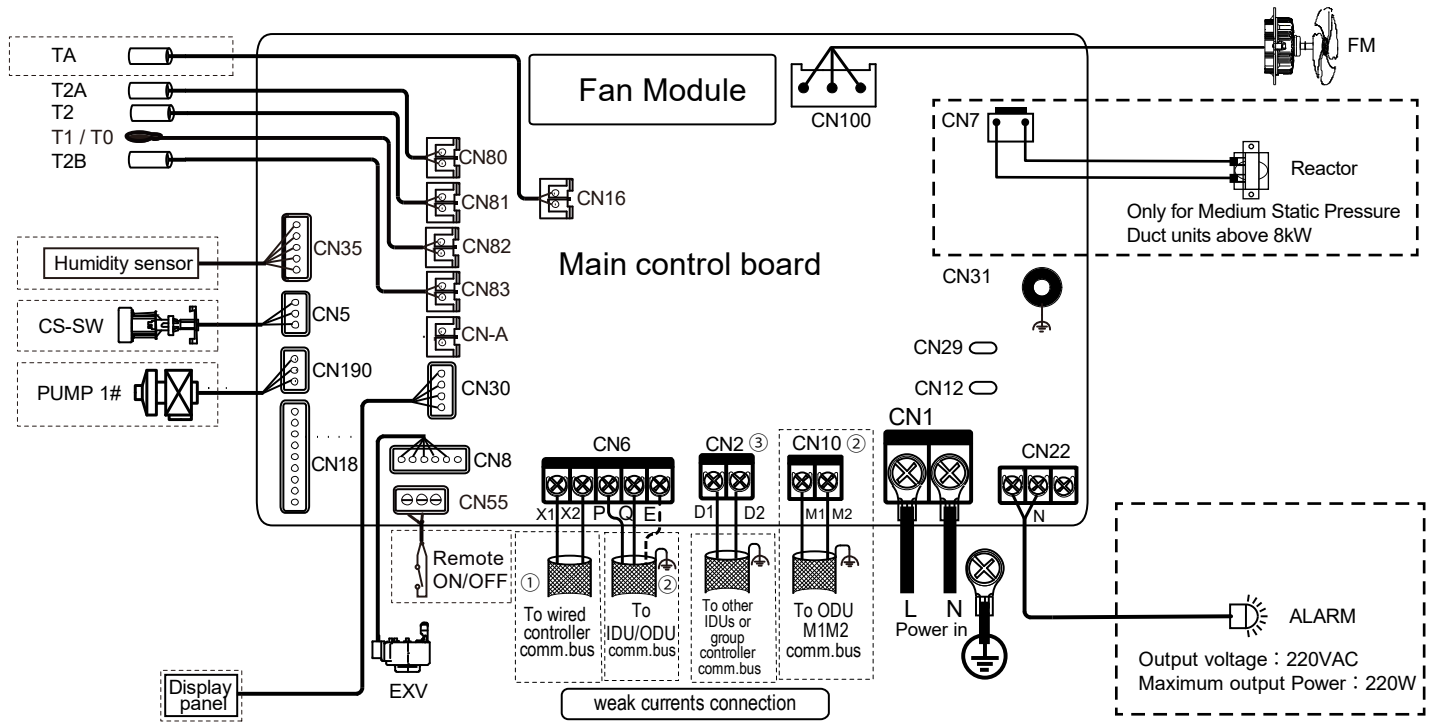 TA
T2A
T2
T1 / T0
T2B
Fan Module
CN100
FM
CN7
Reactor
Only for Medium Static Pressure
Duct units above 8kW
CN80
CN81
CN16
CN82
CN83
CN-A
CN30
Main control board
CN31
CN29
CN12
Humidity sensor
CN35
CS-SW
CN5
PUMP 1#
CN190
CN18
CN8
CN55
Remote
ON/OFF
EXV
Display
panel
CN6
X1 X2 P Q E
CN2 ③
D1 D2
CN10 ②
M1 M2
CN1
CN22
N
①
To wired
controller
comm.bus
②
To
IDU/ODU
comm.bus
To other
IDUs or
group
controller
comm.bus
To ODU
M1M2
comm.bus
L N
Power in
weak currents connection
ALARM
Output voltage：220VAC
Maximum output Power：220W